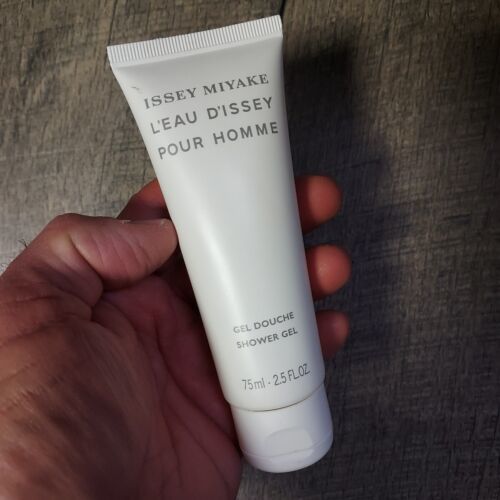 ISSEY MIYAKE
L'EAU D'ISSEY
POUR HOMME
GEL DOUCHE
SHOWER GEL
75ml - 2.5 FL.OZ.